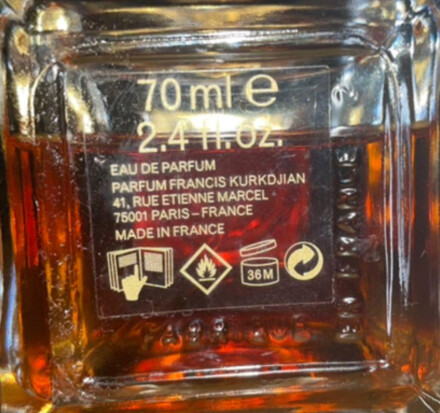 70 ml e
2.4 fl.oz.
EAU DE PARFUM
PARFUM FRANCIS KURKDJIAN
41, RUE ETIENNE MARCEL
75001 PARIS – FRANCE
MADE IN FRANCE
36M